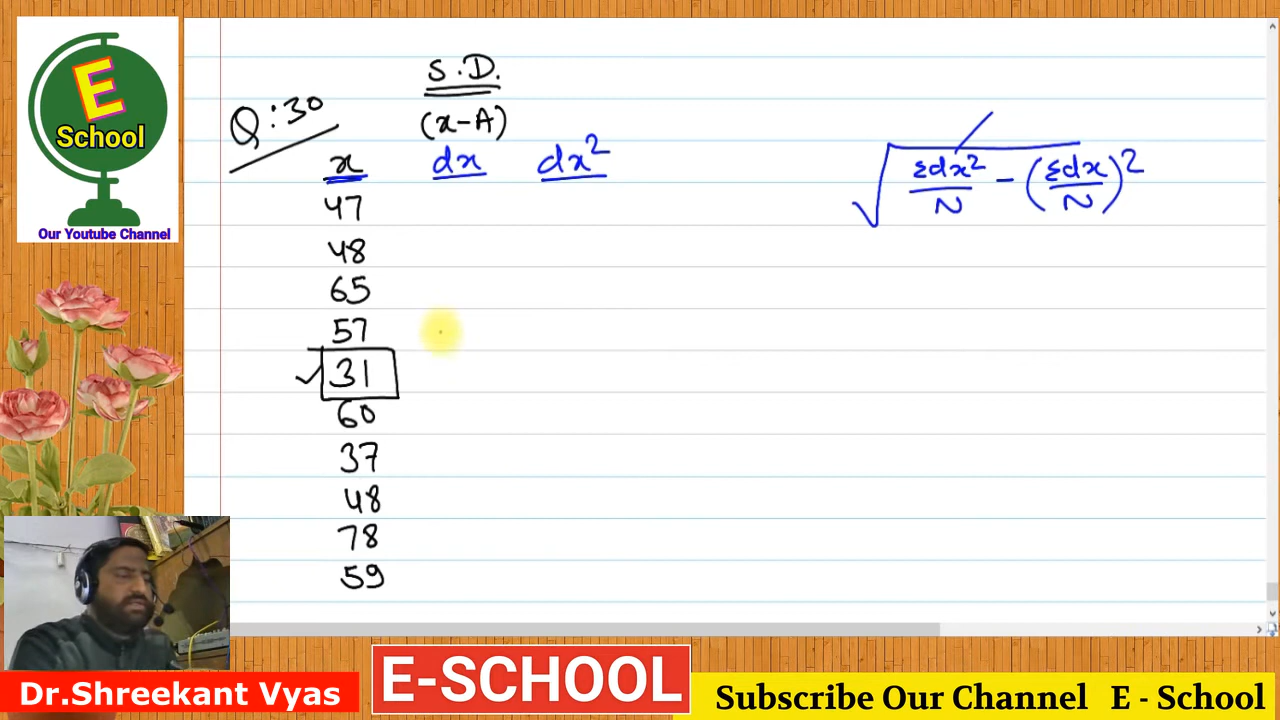 E
School
Our Youtube Channel
S.D.
Q:30
(x-A)
x dx dx²
√(Σdx²/N - (Σdx/N)²)
47
48
65
57
✓ 31
60
37
48
78
59
Dr.Shreekant Vyas
E-SCHOOL
Subscribe Our Channel E - School